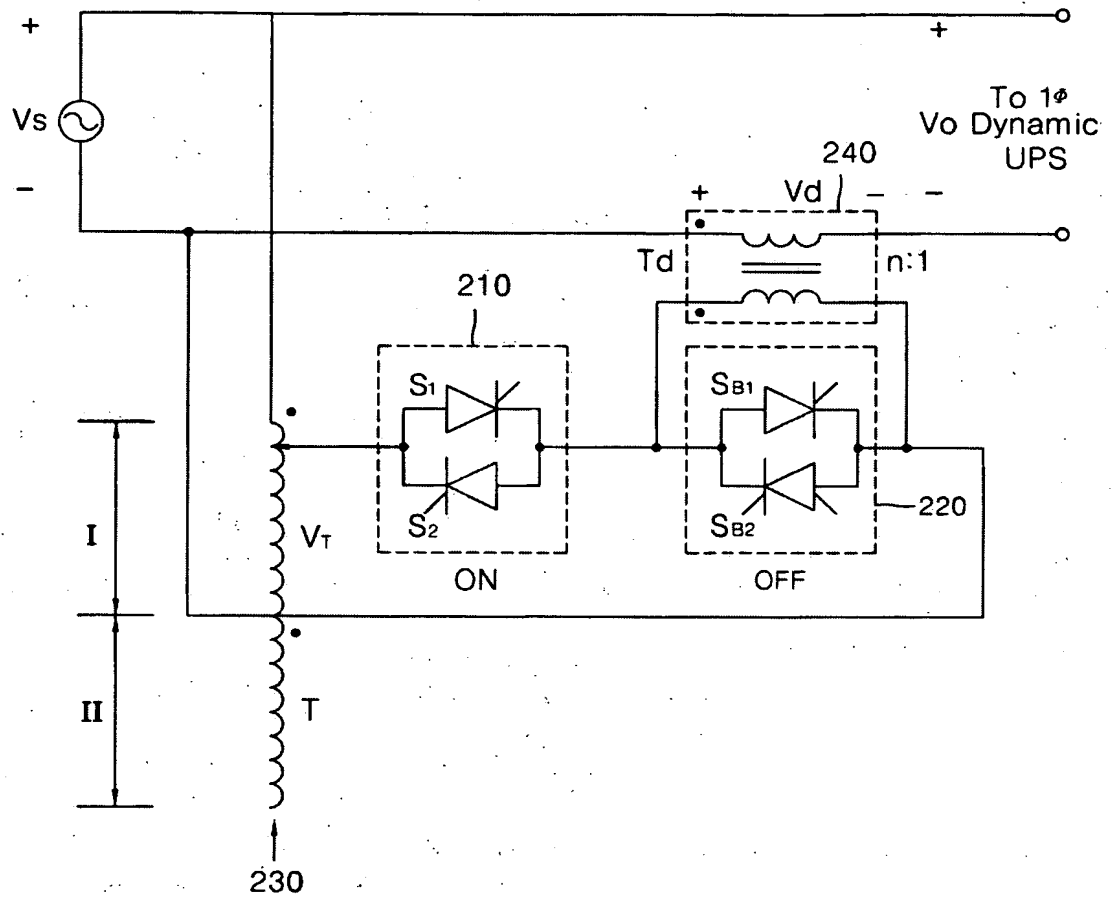 +
+
Vs
To 1Φ
Vo Dynamic
UPS
−
240
+ Vd − −
Td
n:1
210
S1
SB1
S2
SB2
220
ON
OFF
I
VT
II
T
230